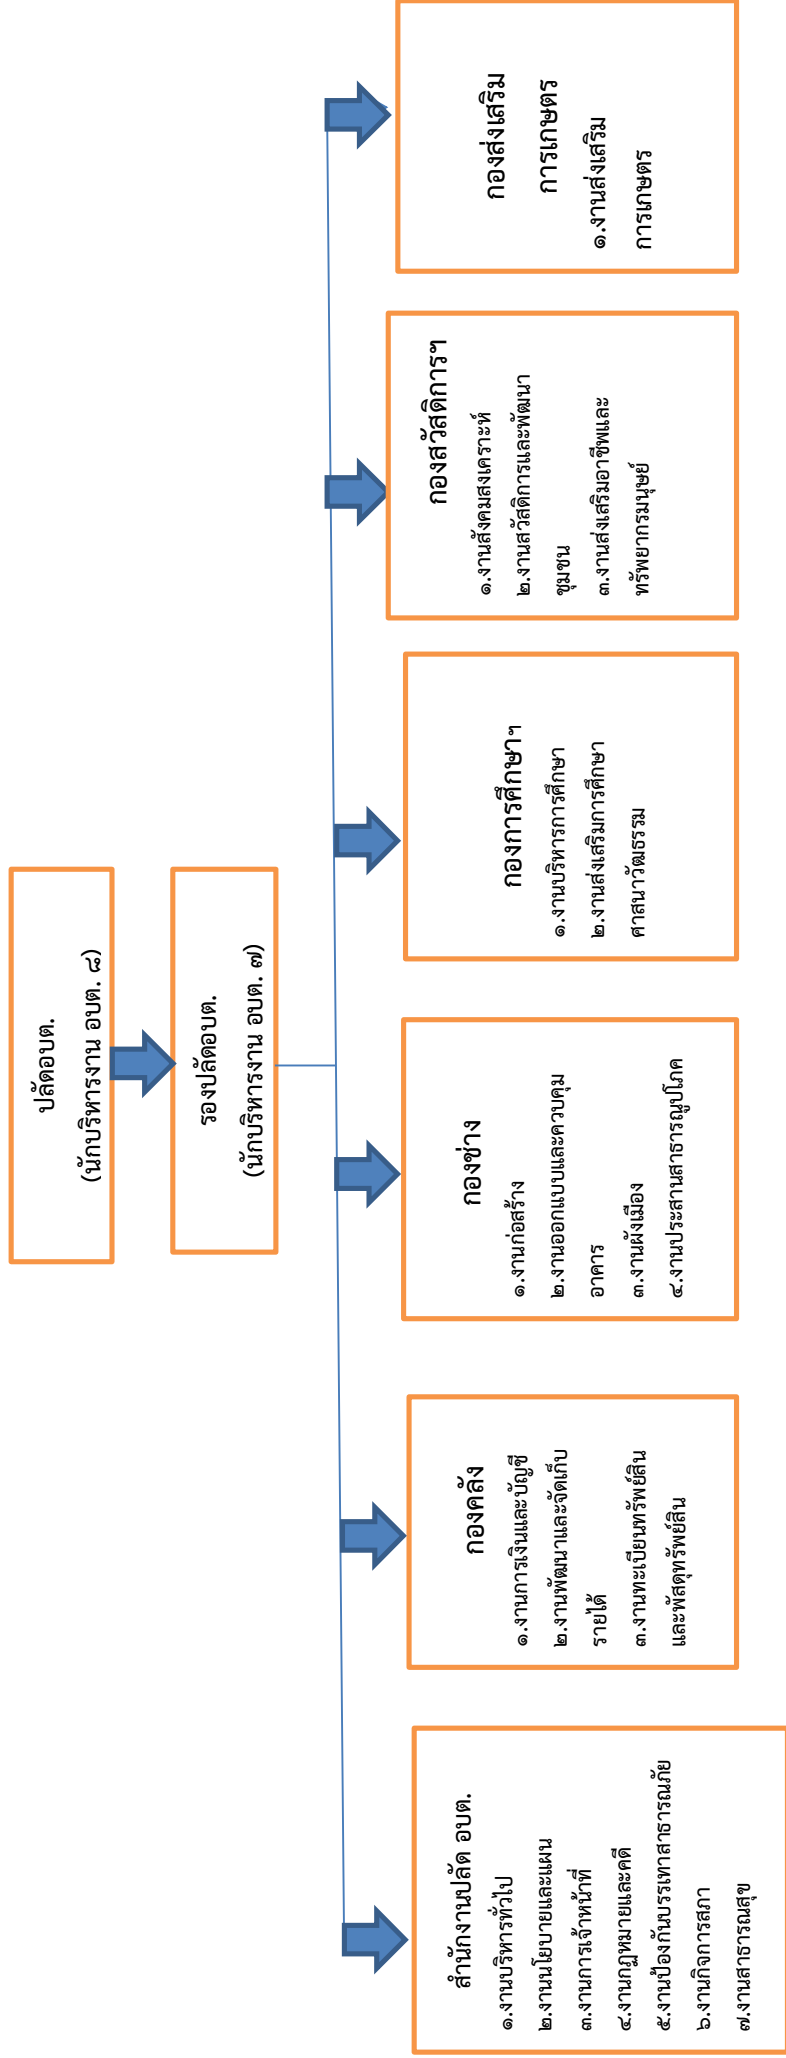 ปลัดอบต.
(นักบริหารงาน อบต. ๘)
รองปลัดอบต.
(นักบริหารงาน อบต. ๗)
สำนักงานปลัด อบต.
๑.งานบริหารทั่วไป
๒.งานนโยบายและแผน
๓.งานการเจ้าหน้าที่
๔.งานกฎหมายและคดี
๕.งานป้องกันบรรเทาสาธารณภัย
๖.งานกิจการสภา
๗.งานสาธารณสุข
กองคลัง
๑.งานการเงินและบัญชี
๒.งานพัฒนาและจัดเก็บ
รายได้
๓.งานทะเบียนทรัพย์สิน
และพัสดุทรัพย์สิน
กองช่าง
๑.งานก่อสร้าง
๒.งานออกแบบและควบคุม
อาคาร
๓.งานผังเมือง
๔.งานประสานสาธารณูปโภค
กองการศึกษาฯ
๑.งานบริหารการศึกษา
๒.งานส่งเสริมการศึกษา
ศาสนาวัฒธรรม
กองสวัสดิการฯ
๑.งานสังคมสงเคราะห์
๒.งานสวัสดิการและพัฒนา
ชุมชน
๓.งานส่งเสริมอาชีพและ
ทรัพยากรมนุษย์
กองส่งเสริม
การเกษตร
๑.งานส่งเสริม
การเกษตร